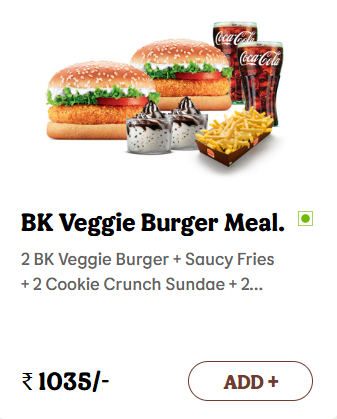 Coca-Cola
Coca-Cola
BK Veggie Burger Meal.
2 BK Veggie Burger + Saucy Fries
+ 2 Cookie Crunch Sundae + 2...
₹ 1035/-
ADD +